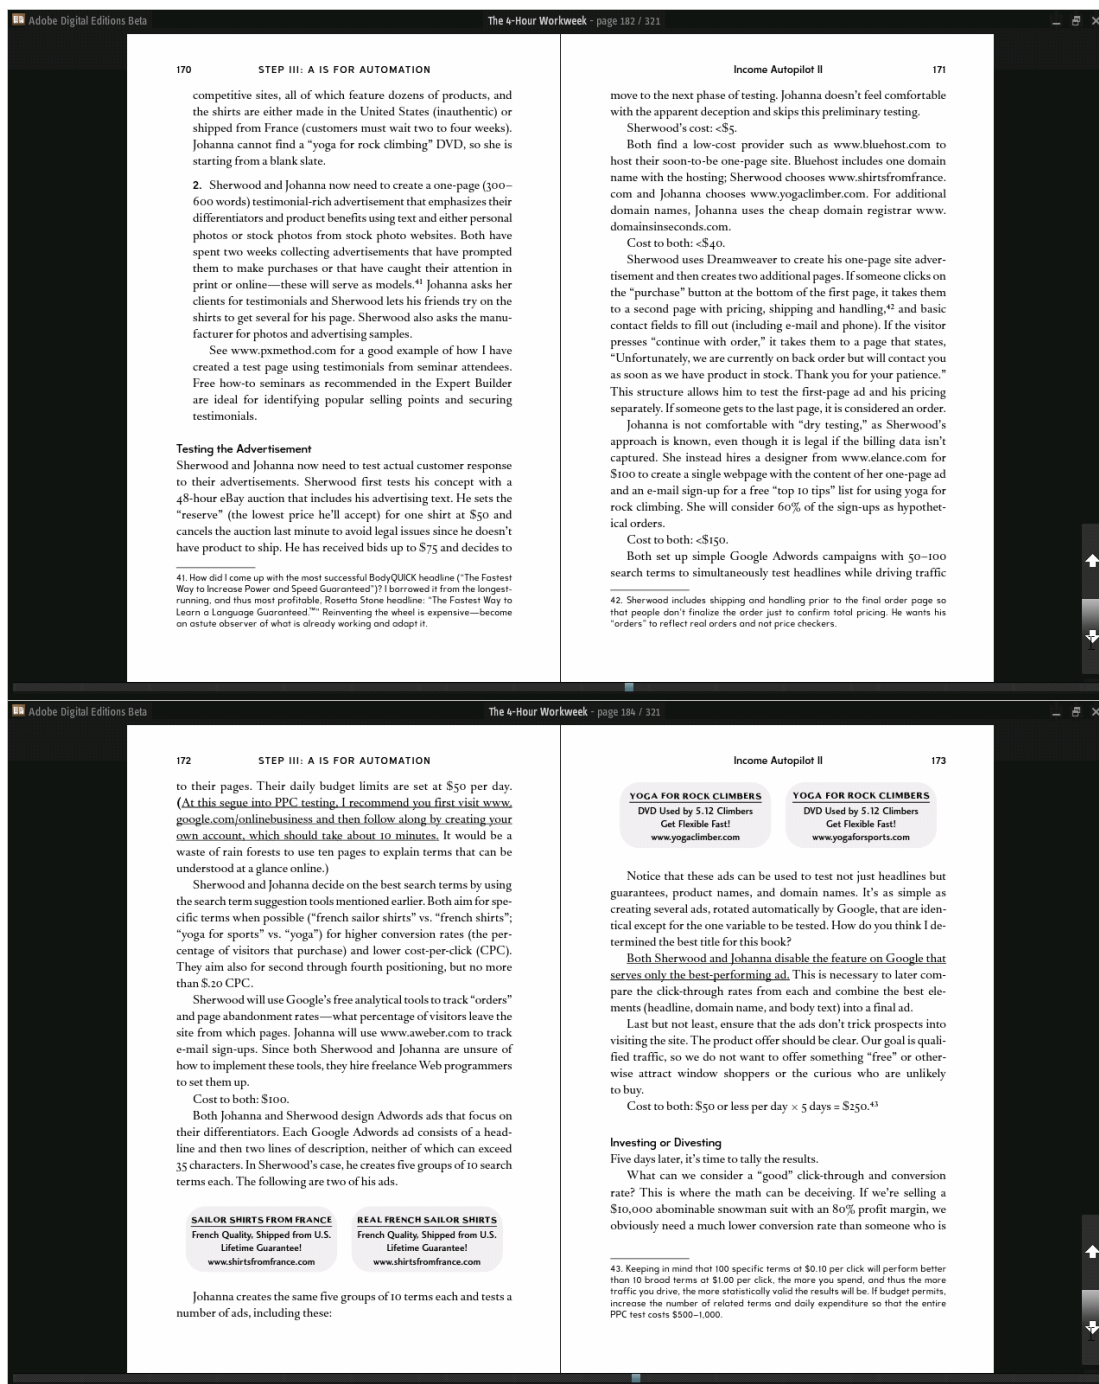 Adobe Digital Editions Beta
The 4-Hour Workweek - page 182 / 321
170 STEP III: A IS FOR AUTOMATION
competitive sites, all of which feature dozens of products, and
the shirts are either made in the United States (inauthentic) or
shipped from France (customers must wait two to four weeks).
Johanna cannot find a “yoga for rock climbing” DVD, so she is
starting from a blank slate.
2. Sherwood and Johanna now need to create a one-page (300–
600 words) testimonial-rich advertisement that emphasizes their
differentiators and product benefits using text and either personal
photos or stock photos from stock photo websites. Both have
spent two weeks collecting advertisements that have prompted
them to make purchases or that have caught their attention in
print or online—these will serve as models.41 Johanna asks her
clients for testimonials and Sherwood lets his friends try on the
shirts to get several for his page. Sherwood also asks the manu-
facturer for photos and advertising samples.
See www.pxmethod.com for a good example of how I have
created a test page using testimonials from seminar attendees.
Free how-to seminars as recommended in the Expert Builder
are ideal for identifying popular selling points and securing
testimonials.
Testing the Advertisement
Sherwood and Johanna now need to test actual customer response
to their advertisements. Sherwood first tests his concept with a
48-hour eBay auction that includes his advertising text. He sets the
“reserve” (the lowest price he’ll accept) for one shirt at $50 and
cancels the auction last minute to avoid legal issues since he doesn’t
have product to ship. He has received bids up to $75 and decides to
41. How did I come up with the most successful BodyQUICK headline (“The Fastest
Way to Increase Power and Speed Guaranteed”)? I borrowed it from the longest-
running, and thus most profitable, Rosetta Stone headline: “The Fastest Way to
Learn a Language Guaranteed.™” Reinventing the wheel is expensive—become
an astute observer of what is already working and adapt it.
Income Autopilot II 171
move to the next phase of testing. Johanna doesn’t feel comfortable
with the apparent deception and skips this preliminary testing.
Sherwood’s cost: <$5.
Both find a low-cost provider such as www.bluehost.com to
host their soon-to-be one-page site. Bluehost includes one domain
name with the hosting; Sherwood chooses www.shirtsfromfrance.
com and Johanna chooses www.yogaclimber.com. For additional
domain names, Johanna uses the cheap domain registrar www.
domainsinseconds.com.
Cost to both: <$40.
Sherwood uses Dreamweaver to create his one-page site adver-
tisement and then creates two additional pages. If someone clicks on
the “purchase” button at the bottom of the first page, it takes them
to a second page with pricing, shipping and handling,42 and basic
contact fields to fill out (including e-mail and phone). If the visitor
presses “continue with order,” it takes them to a page that states,
“Unfortunately, we are currently on back order but will contact you
as soon as we have product in stock. Thank you for your patience.”
This structure allows him to test the first-page ad and his pricing
separately. If someone gets to the last page, it is considered an order.
Johanna is not comfortable with “dry testing,” as Sherwood’s
approach is known, even though it is legal if the billing data isn’t
captured. She instead hires a designer from www.elance.com for
$100 to create a single webpage with the content of her one-page ad
and an e-mail sign-up for a free “top 10 tips” list for using yoga for
rock climbing. She will consider 60% of the sign-ups as hypothet-
ical orders.
Cost to both: <$150.
Both set up simple Google Adwords campaigns with 50–100
search terms to simultaneously test headlines while driving traffic
42. Sherwood includes shipping and handling prior to the final order page so
that people don’t finalize the order just to confirm total pricing. He wants his
“orders” to reflect real orders and not price checkers.
Adobe Digital Editions Beta
The 4-Hour Workweek - page 184 / 321
172 STEP III: A IS FOR AUTOMATION
to their pages. Their daily budget limits are set at $50 per day.
(At this segue into PPC testing, I recommend you first visit www.
google.com/onlinebusiness and then follow along by creating your
own account, which should take about 10 minutes. It would be a
waste of rain forests to use ten pages to explain terms that can be
understood at a glance online.)
Sherwood and Johanna decide on the best search terms by using
the search term suggestion tools mentioned earlier. Both aim for spe-
cific terms when possible (“french sailor shirts” vs. “french shirts”;
“yoga for sports” vs. “yoga”) for higher conversion rates (the per-
centage of visitors that purchase) and lower cost-per-click (CPC).
They aim also for second through fourth positioning, but no more
than $.20 CPC.
Sherwood will use Google’s free analytical tools to track “orders”
and page abandonment rates—what percentage of visitors leave the
site from which pages. Johanna will use www.aweber.com to track
e-mail sign-ups. Since both Sherwood and Johanna are unsure of
how to implement these tools, they hire freelance Web programmers
to set them up.
Cost to both: $100.
Both Johanna and Sherwood design Adwords ads that focus on
their differentiators. Each Google Adwords ad consists of a head-
line and then two lines of description, neither of which can exceed
35 characters. In Sherwood’s case, he creates five groups of 10 search
terms each. The following are two of his ads.
SAILOR SHIRTS FROM FRANCE
French Quality, Shipped from U.S.
Lifetime Guarantee!
www.shirtsfromfrance.com
REAL FRENCH SAILOR SHIRTS
French Quality, Shipped from U.S.
Lifetime Guarantee!
www.shirtsfromfrance.com
Johanna creates the same five groups of 10 terms each and tests a
number of ads, including these:
Income Autopilot II 173
YOGA FOR ROCK CLIMBERS
DVD Used by 5.12 Climbers
Get Flexible Fast!
www.yogaclimber.com
YOGA FOR ROCK CLIMBERS
DVD Used by 5.12 Climbers
Get Flexible Fast!
www.yogaforsports.com
Notice that these ads can be used to test not just headlines but
guarantees, product names, and domain names. It’s as simple as
creating several ads, rotated automatically by Google, that are iden-
tical except for the one variable to be tested. How do you think I de-
termined the best title for this book?
Both Sherwood and Johanna disable the feature on Google that
serves only the best-performing ad. This is necessary to later com-
pare the click-through rates from each and combine the best ele-
ments (headline, domain name, and body text) into a final ad.
Last but not least, ensure that the ads don’t trick prospects into
visiting the site. The product offer should be clear. Our goal is quali-
fied traffic, so we do not want to offer something “free” or other-
wise attract window shoppers or the curious who are unlikely
to buy.
Cost to both: $50 or less per day × 5 days = $250.43
Investing or Divesting
Five days later, it’s time to tally the results.
What can we consider a “good” click-through and conversion
rate? This is where the math can be deceiving. If we’re selling a
$10,000 abominable snowman suit with an 80% profit margin, we
obviously need a much lower conversion rate than someone who is
43. Keeping in mind that 100 specific terms at $0.10 per click will perform better
than 10 broad terms at $1.00 per click, the more you spend, and thus the more
traffic you drive, the more statistically valid the results will be. If budget permits,
increase the number of related terms and daily expenditure so that the entire
PPC test costs $500–1,000.